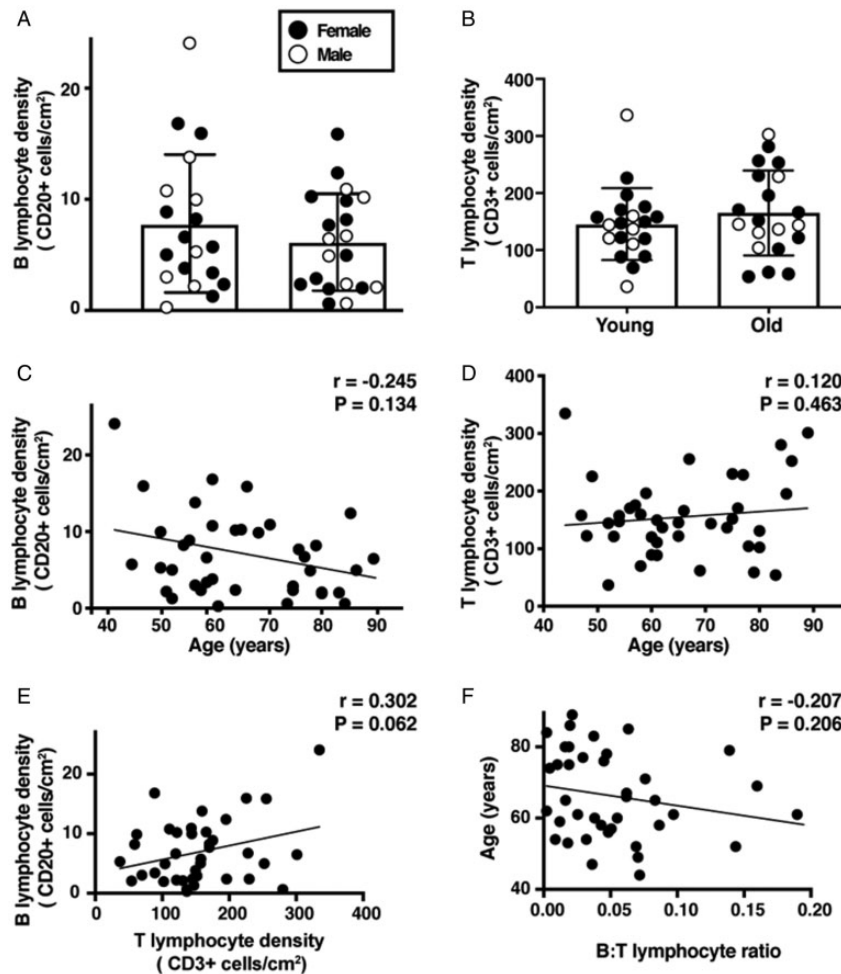 A
Female
Male
B lymphocyte density
( CD20+ cells/cm²)
20
10
0
B
T lymphocyte density
( CD3+ cells/cm²)
400
300
200
100
0
Young
Old
C
r = -0.245
P = 0.134
B lymphocyte density
( CD20+ cells/cm²)
20
10
0
40
50
60
70
80
90
Age (years)
D
r = 0.120
P = 0.463
T lymphocyte density
( CD3+ cells/cm²)
400
300
200
100
0
40
50
60
70
80
90
Age (years)
E
r = 0.302
P = 0.062
B lymphocyte density
( CD20+ cells/cm²)
20
10
0
0
100
200
300
400
T lymphocyte density
( CD3+ cells/cm²)
F
r = -0.207
P = 0.206
Age (years)
80
60
40
0.00
0.05
0.10
0.15
0.20
B:T lymphocyte ratio